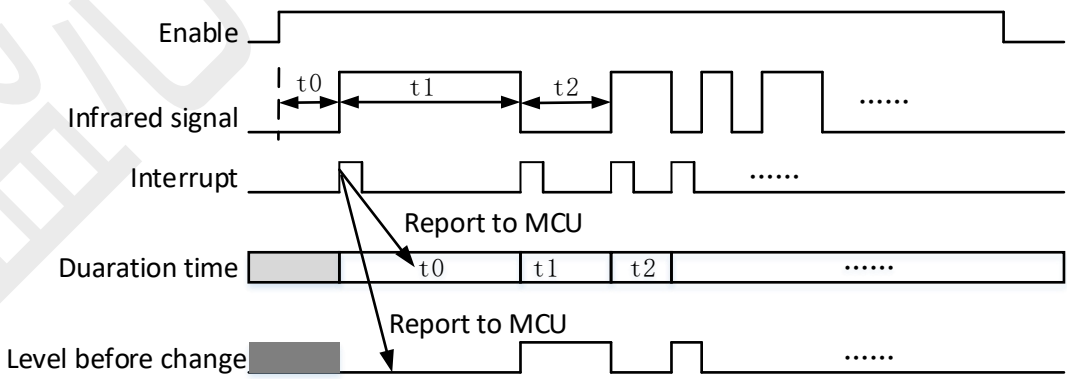 Enable
t0 t1 t2
Infrared signal ......
Interrupt ......
Report to MCU
Duaration time t0 t1 t2 ......
Report to MCU
Level before change ......